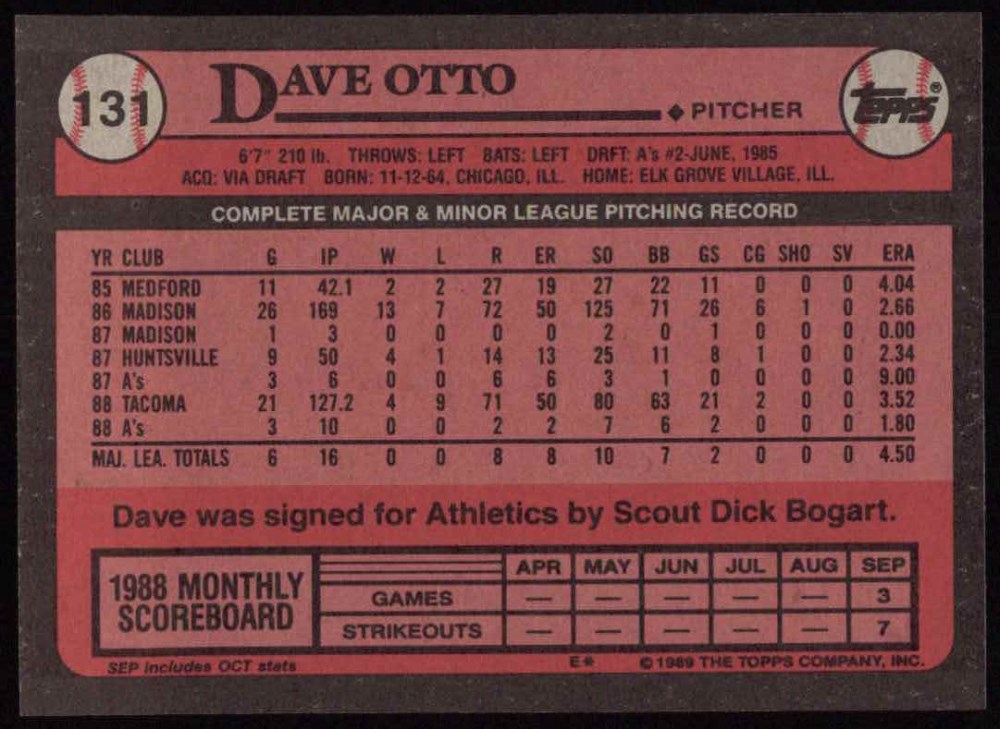 131
DAVE OTTO
◆ PITCHER
TOPPS®
6'7" 210 lb. THROWS: LEFT BATS: LEFT DRFT: A's #2-JUNE, 1985
ACQ: VIA DRAFT BORN: 11-12-64, CHICAGO, ILL. HOME: ELK GROVE VILLAGE, ILL.
COMPLETE MAJOR & MINOR LEAGUE PITCHING RECORD
YR CLUB G IP W L R ER SO BB GS CG SHO SV ERA
85 MEDFORD 11 42.1 2 2 27 19 27 22 11 0 0 0 4.04
86 MADISON 26 169 13 7 72 50 125 71 26 6 1 0 2.66
87 MADISON 1 3 0 0 0 0 2 0 1 0 0 0 0.00
87 HUNTSVILLE 9 50 4 1 14 13 25 11 8 1 0 0 2.34
87 A's 3 6 0 0 6 6 3 1 0 0 0 0 9.00
88 TACOMA 21 127.2 4 9 71 50 80 63 21 2 0 0 3.52
88 A's 3 10 0 0 2 2 7 6 2 0 0 0 1.80
MAJ. LEA. TOTALS 6 16 0 0 8 8 10 7 2 0 0 0 4.50
Dave was signed for Athletics by Scout Dick Bogart.
1988 MONTHLY
SCOREBOARD
APR MAY JUN JUL AUG SEP
GAMES — — — — — 3
STRIKEOUTS — — — — — 7
SEP includes OCT stats
E* © 1989 THE TOPPS COMPANY, INC.